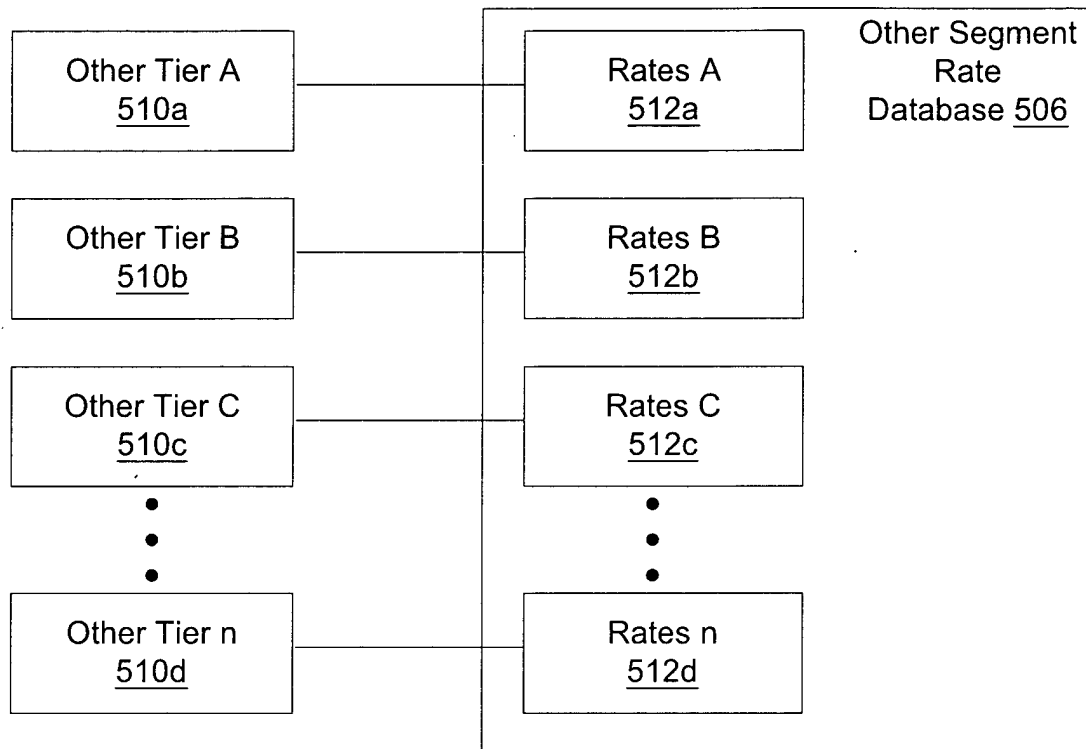 Other Tier A
510a
Rates A
512a
Other Segment
Rate
Database 506
Other Tier B
510b
Rates B
512b
Other Tier C
510c
Rates C
512c
Other Tier n
510d
Rates n
512d